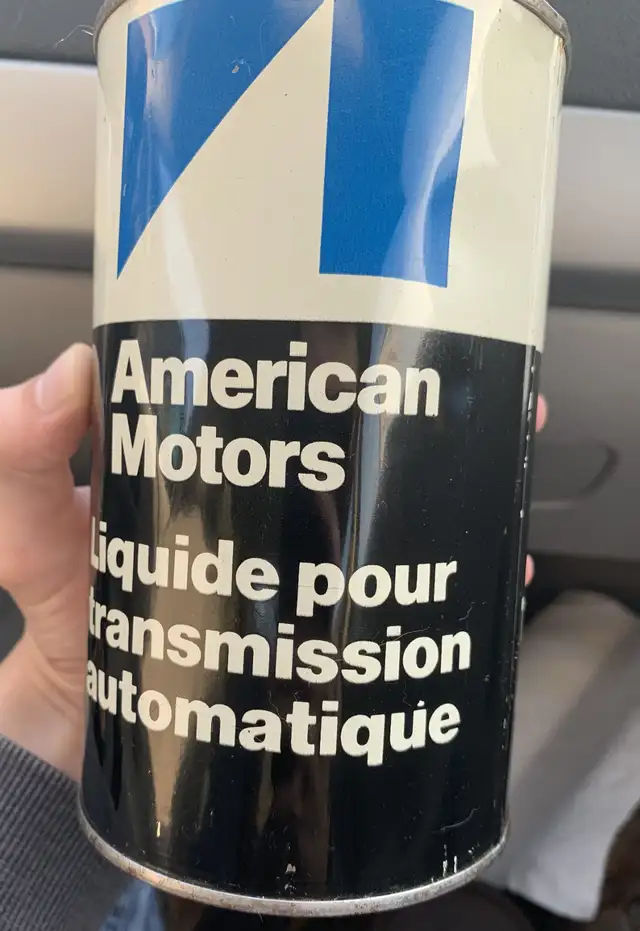 American
Motors
Liquide pour
transmission
automatique